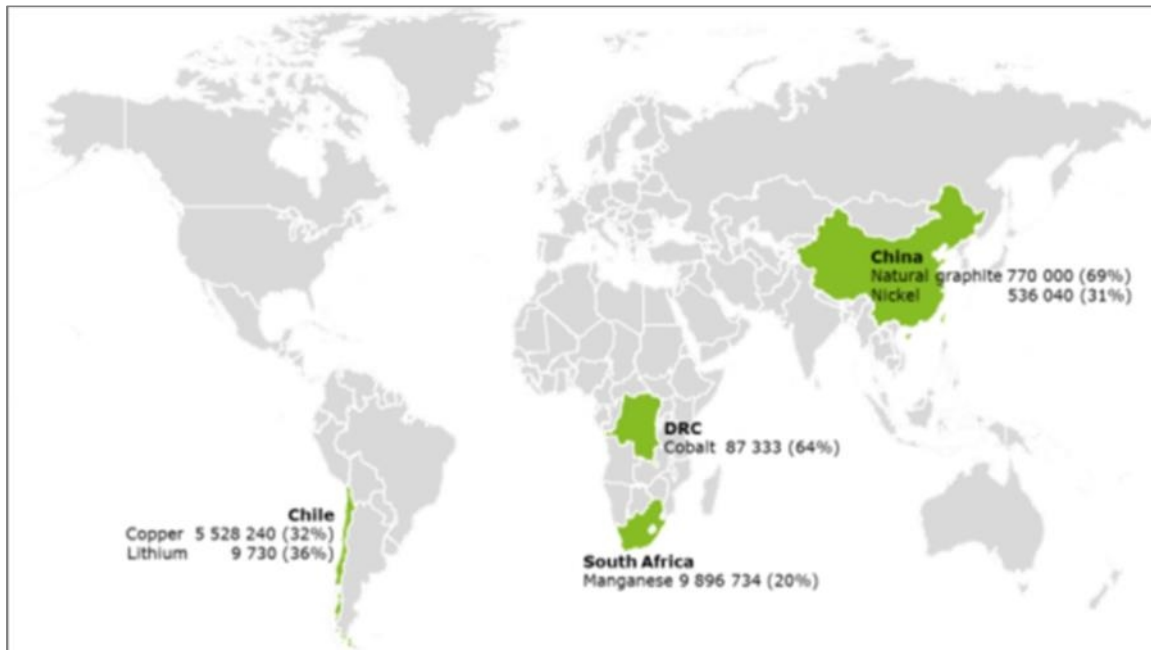 China
Natural graphite 770 000 (69%)
Nickel 536 040 (31%)
DRC
Cobalt 87 333 (64%)
Chile
Copper 5 528 240 (32%)
Lithium 9 730 (36%)
South Africa
Manganese 9 896 734 (20%)